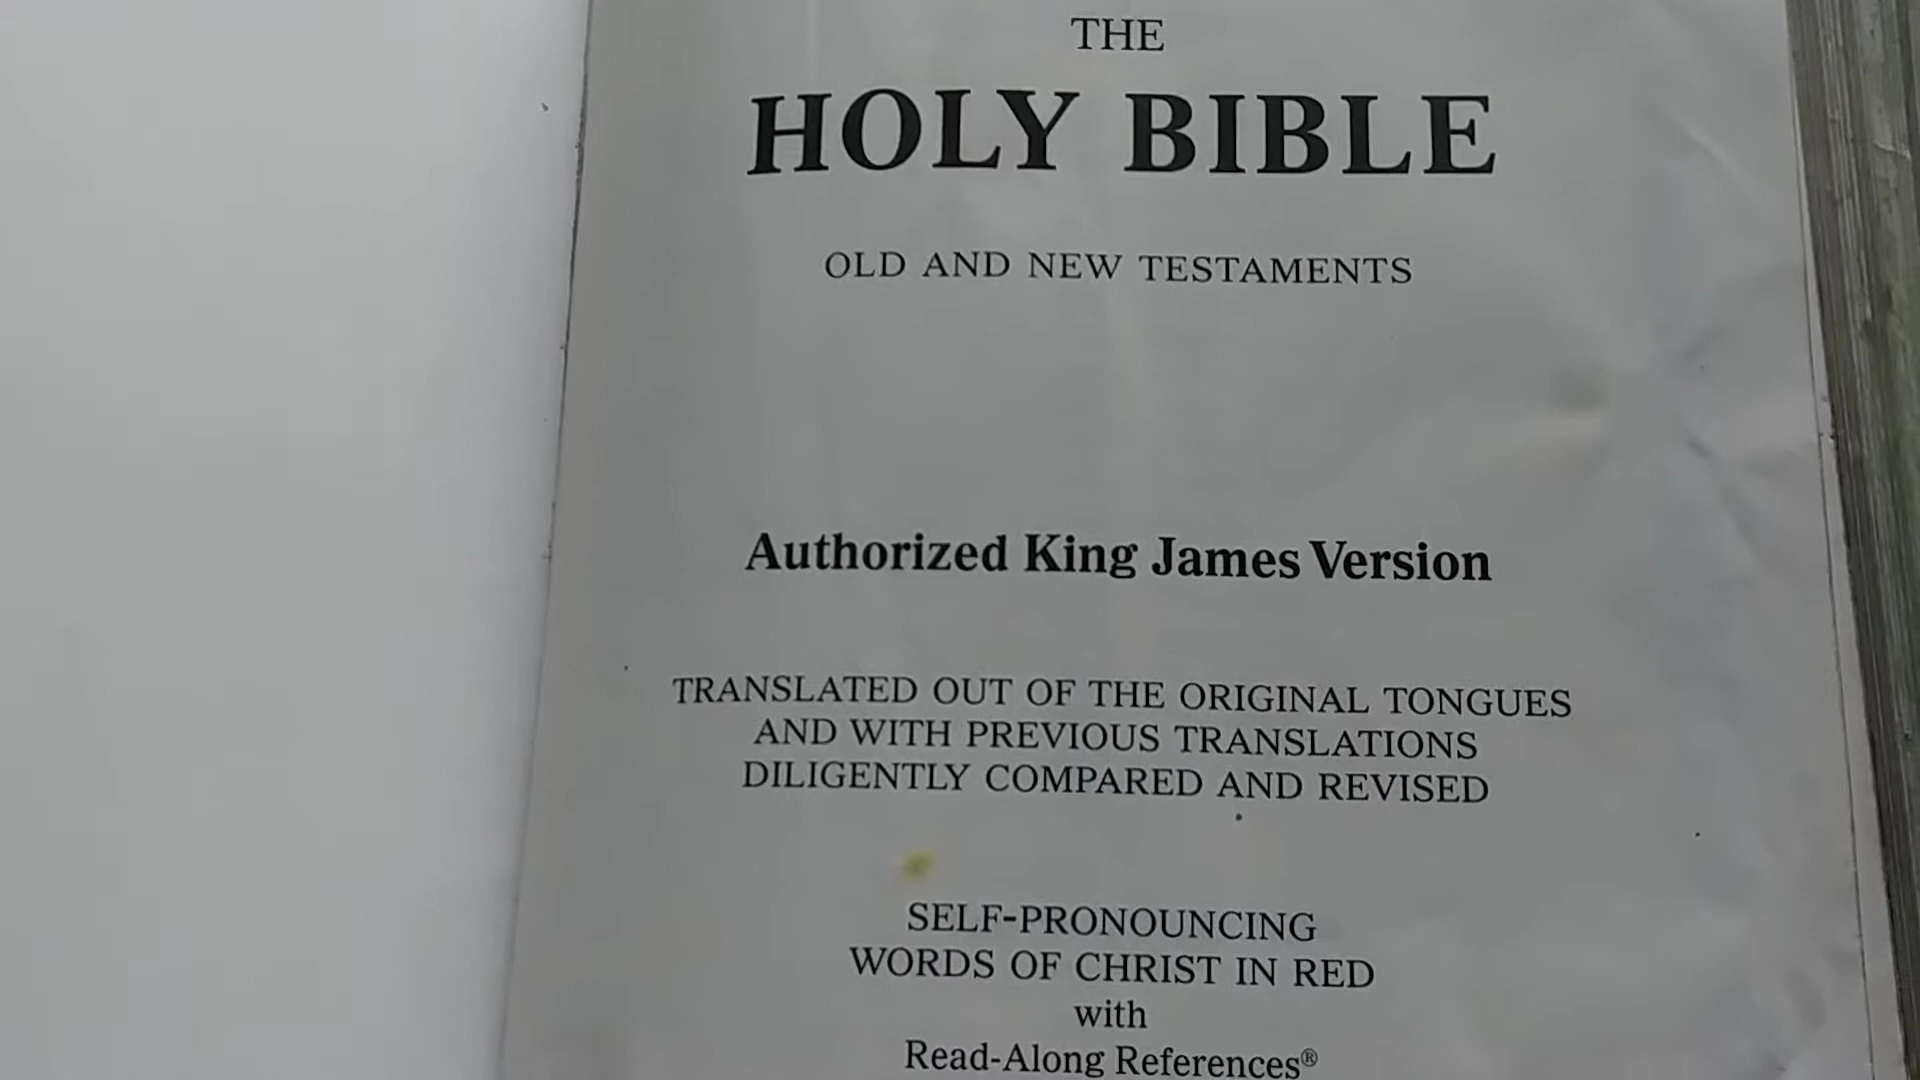 THE
HOLY BIBLE
OLD AND NEW TESTAMENTS
Authorized King James Version
TRANSLATED OUT OF THE ORIGINAL TONGUES
AND WITH PREVIOUS TRANSLATIONS
DILIGENTLY COMPARED AND REVISED
SELF-PRONOUNCING
WORDS OF CHRIST IN RED
with
Read-Along References®